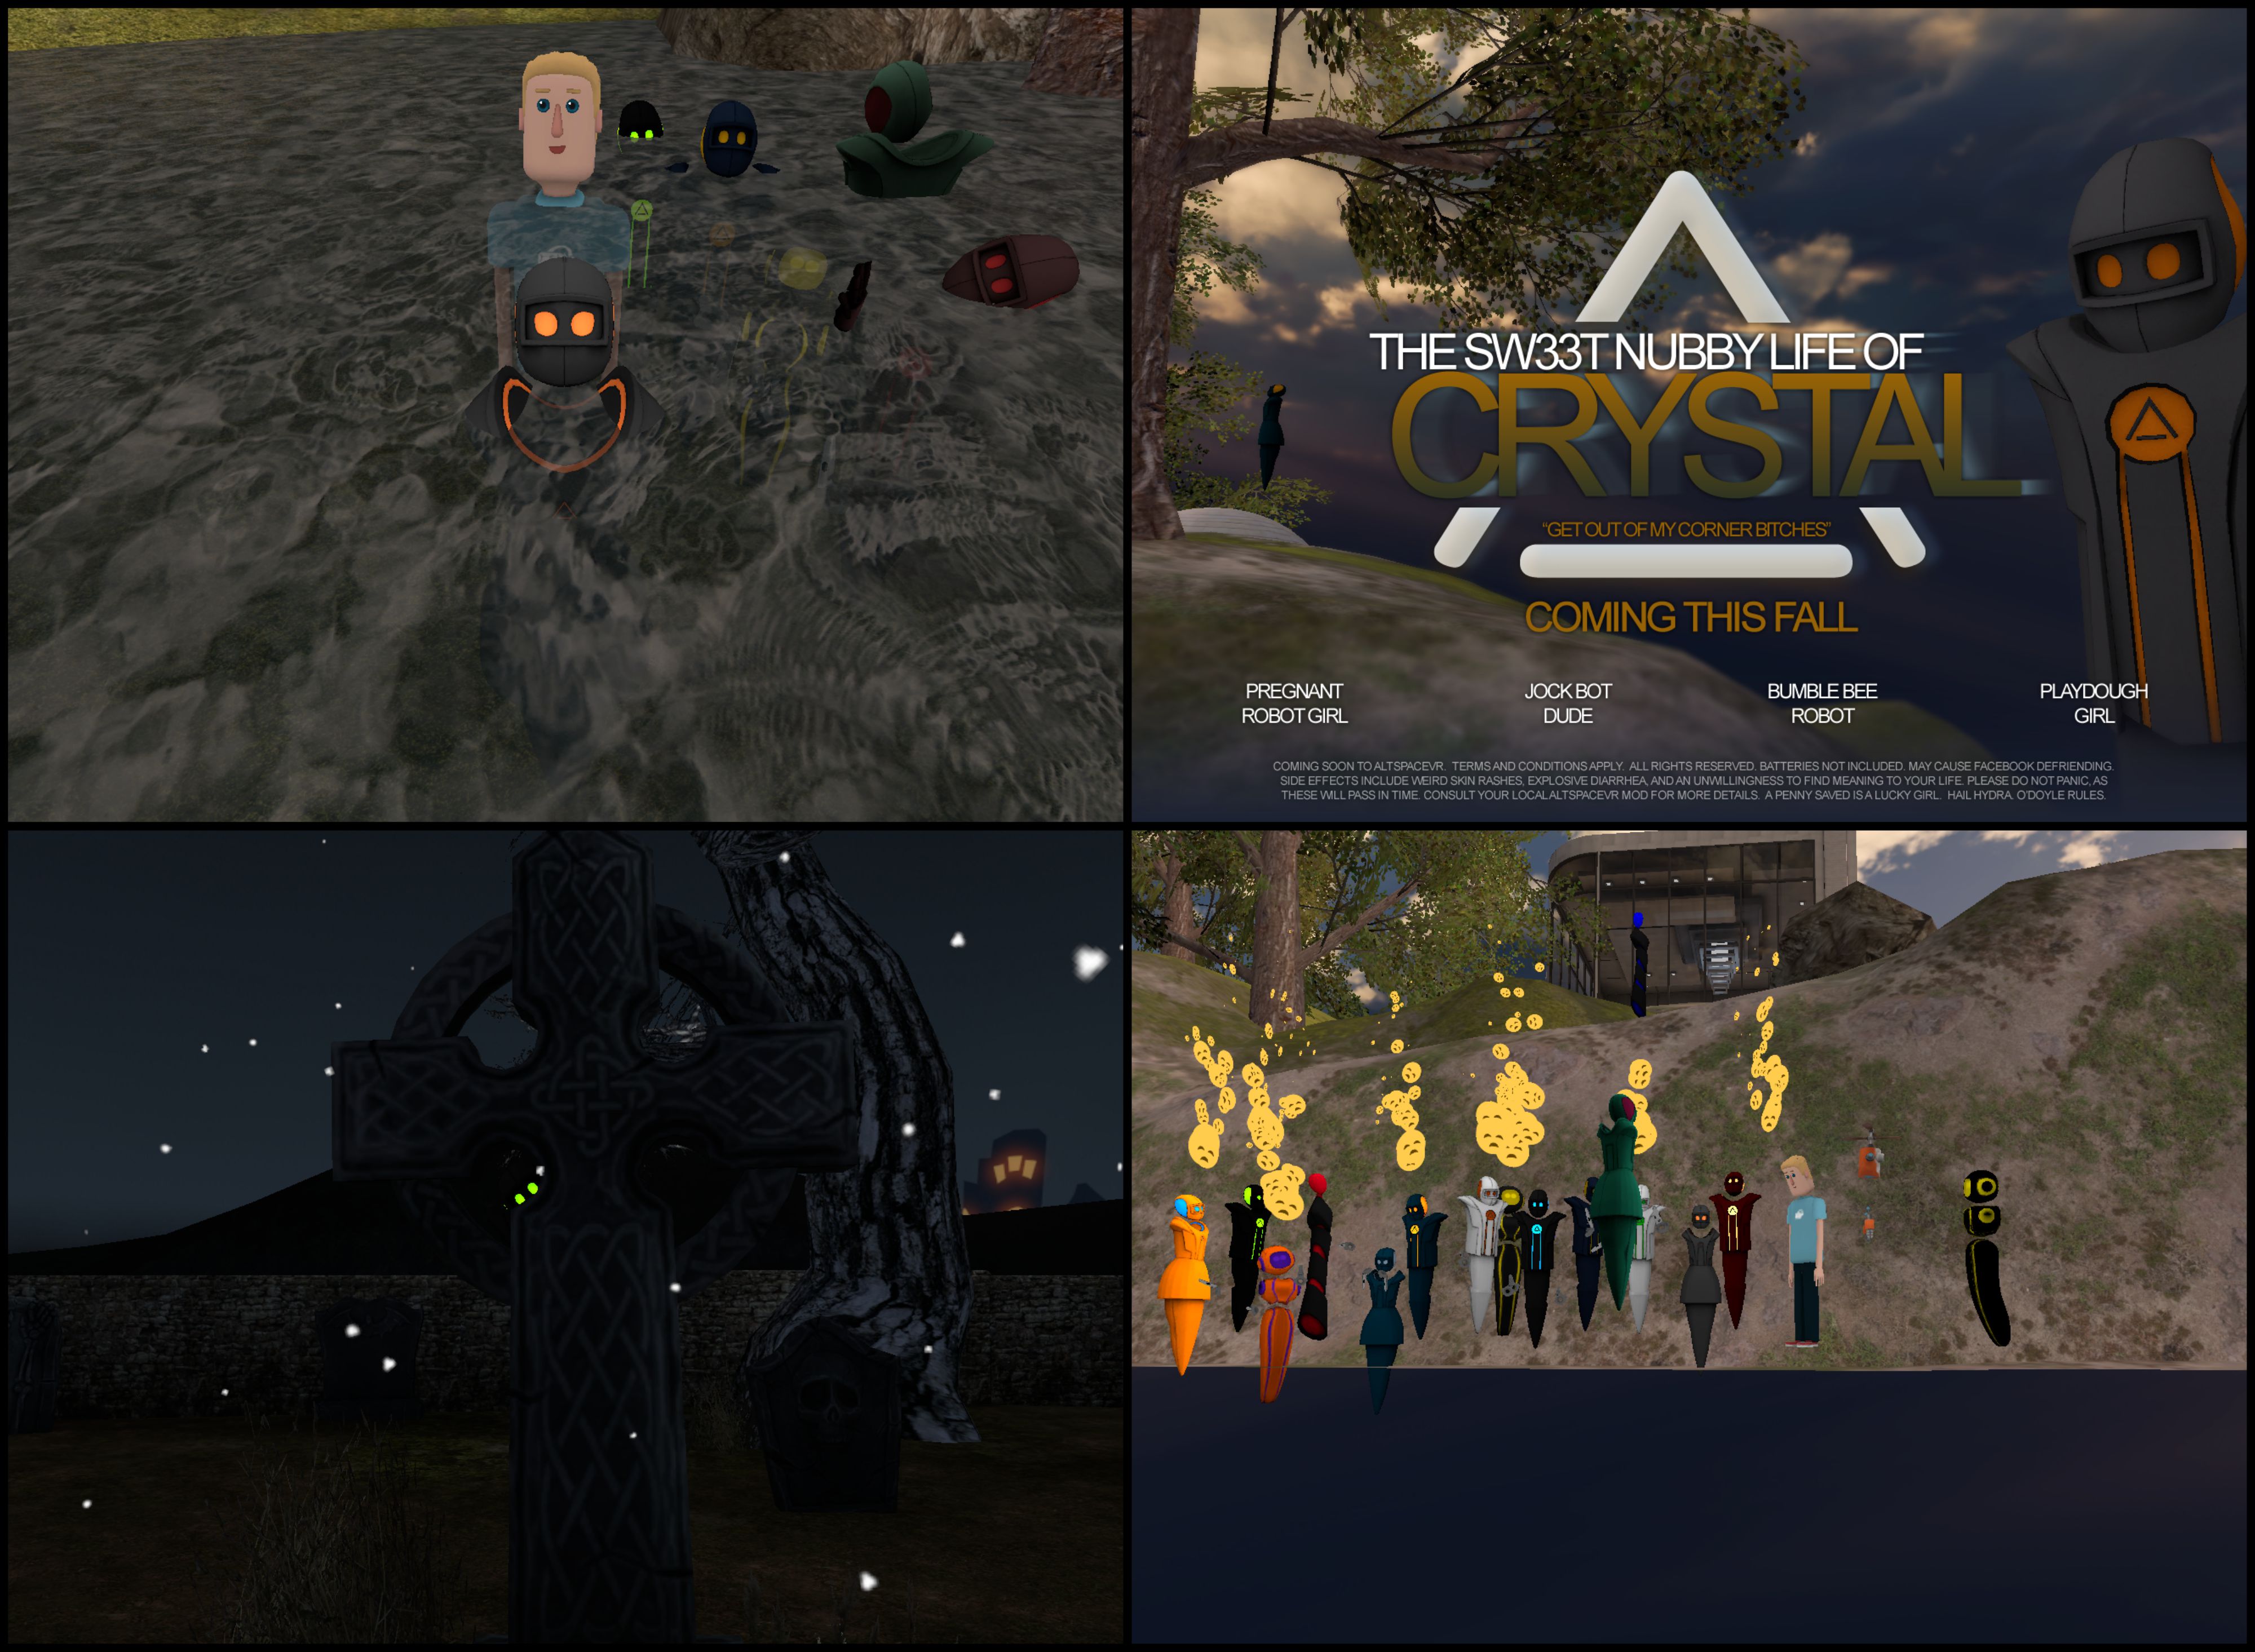 THE SW33T NUBBY LIFE OF
CRYSTAL
“GET OUT OF MY CORNER BITCHES”
COMING THIS FALL
PREGNANT
ROBOT GIRL
JOCK BOT
DUDE
BUMBLE BEE
ROBOT
PLAYDOUGH
GIRL
COMING SOON TO ALTSPACEVR. TERMS AND CONDITIONS APPLY. ALL RIGHTS RESERVED. BATTERIES NOT INCLUDED. MAY CAUSE FACEBOOK DEFRIENDING.
SIDE EFFECTS INCLUDE WEIRD SKIN RASHES, EXPLOSIVE DIARRHEA, AND AN UNWILLINGNESS TO FIND MEANING TO YOUR LIFE. PLEASE DO NOT PANIC, AS
THESE WILL PASS IN TIME. CONSULT YOUR LOCAL ALTSPACEVR MOD FOR MORE DETAILS. A PENNY SAVED IS A LUCKY GIRL. HAIL HYDRA. O'DOYLE RULES.